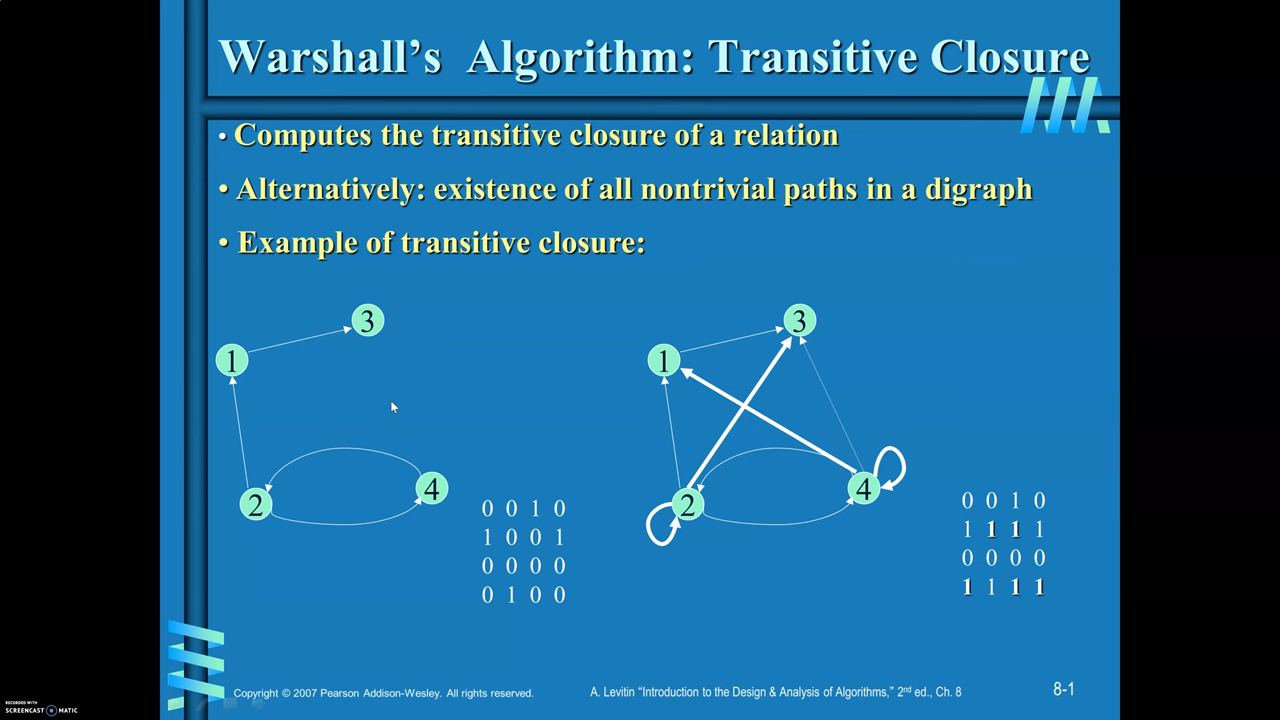 Warshall’s Algorithm: Transitive Closure
• Computes the transitive closure of a relation
• Alternatively: existence of all nontrivial paths in a digraph
• Example of transitive closure:
3
1
2
4
0 0 1 0
1 0 0 1
0 0 0 0
0 1 0 0
3
1
2
4
0 0 1 0
1 1 1 1
0 0 0 0
1 1 1 1
Copyright © 2007 Pearson Addison-Wesley. All rights reserved.
A. Levitin “Introduction to the Design & Analysis of Algorithms,” 2nd ed., Ch. 8
8-1
RECORDED WITH
SCREENCAST MATIC